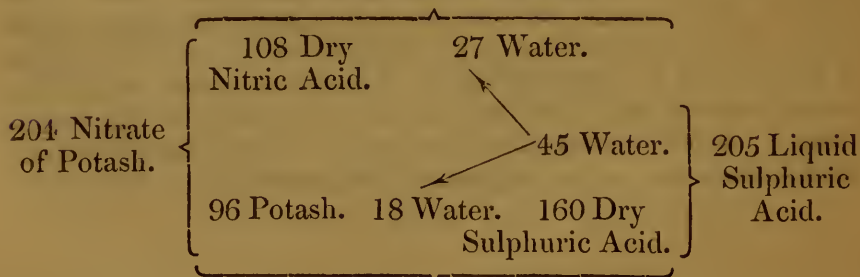 108 Dry 27 Water.
Nitric Acid.
204 Nitrate
of Potash.
45 Water.
205 Liquid
Sulphuric
Acid.
96 Potash. 18 Water. 160 Dry
Sulphuric Acid.